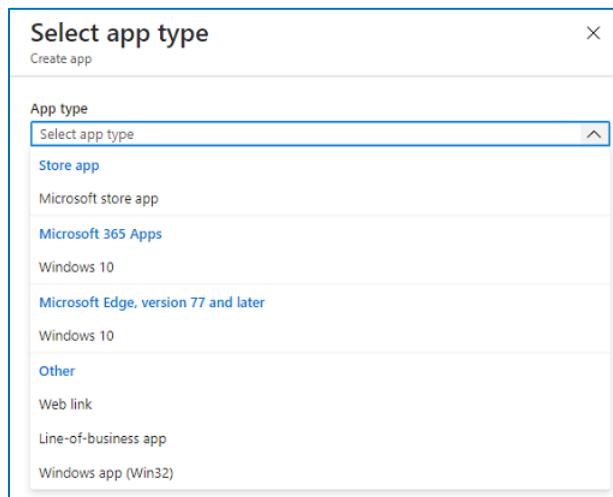 Select app type
Create app
App type
Select app type
Store app
Microsoft store app
Microsoft 365 Apps
Windows 10
Microsoft Edge, version 77 and later
Windows 10
Other
Web link
Line-of-business app
Windows app (Win32)